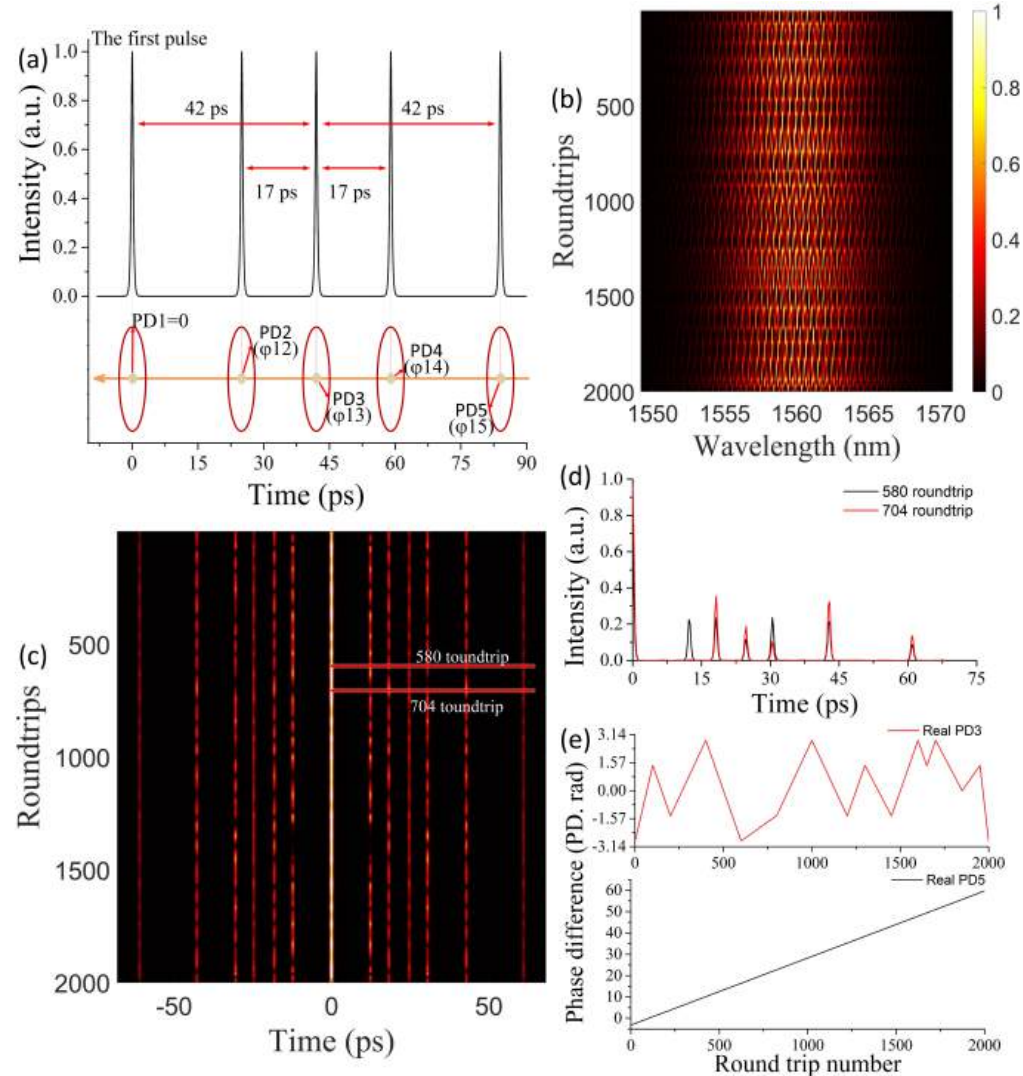 (a)
The first pulse
1.0
0.8
0.6
0.4
0.2
0.0
Intensity (a.u.)
42 ps
42 ps
17 ps
17 ps
PD1=0
PD2
(φ12)
PD3
(φ13)
PD4
(φ14)
PD5
(φ15)
0 15 30 45 60 75 90
Time (ps)
(b)
500
1000
1500
2000
Roundtrips
1550 1555 1560 1565 1570
Wavelength (nm)
1
0.8
0.6
0.4
0.2
0
(c)
500
1000
1500
2000
Roundtrips
580 toundtrip
704 toundtrip
-50 0 50
Time (ps)
(d)
580 roundtrip
704 roundtrip
1.0
0.8
0.6
0.4
0.2
0.0
Intensity (a.u.)
0 15 30 45 60 75
Time (ps)
(e)
Real PD3
3.14
1.57
0.00
-1.57
-3.14
0 500 1000 1500 2000
Phase difference (PD. rad)
Real PD5
60
50
40
30
20
10
0
0 500 1000 1500 2000
Round trip number